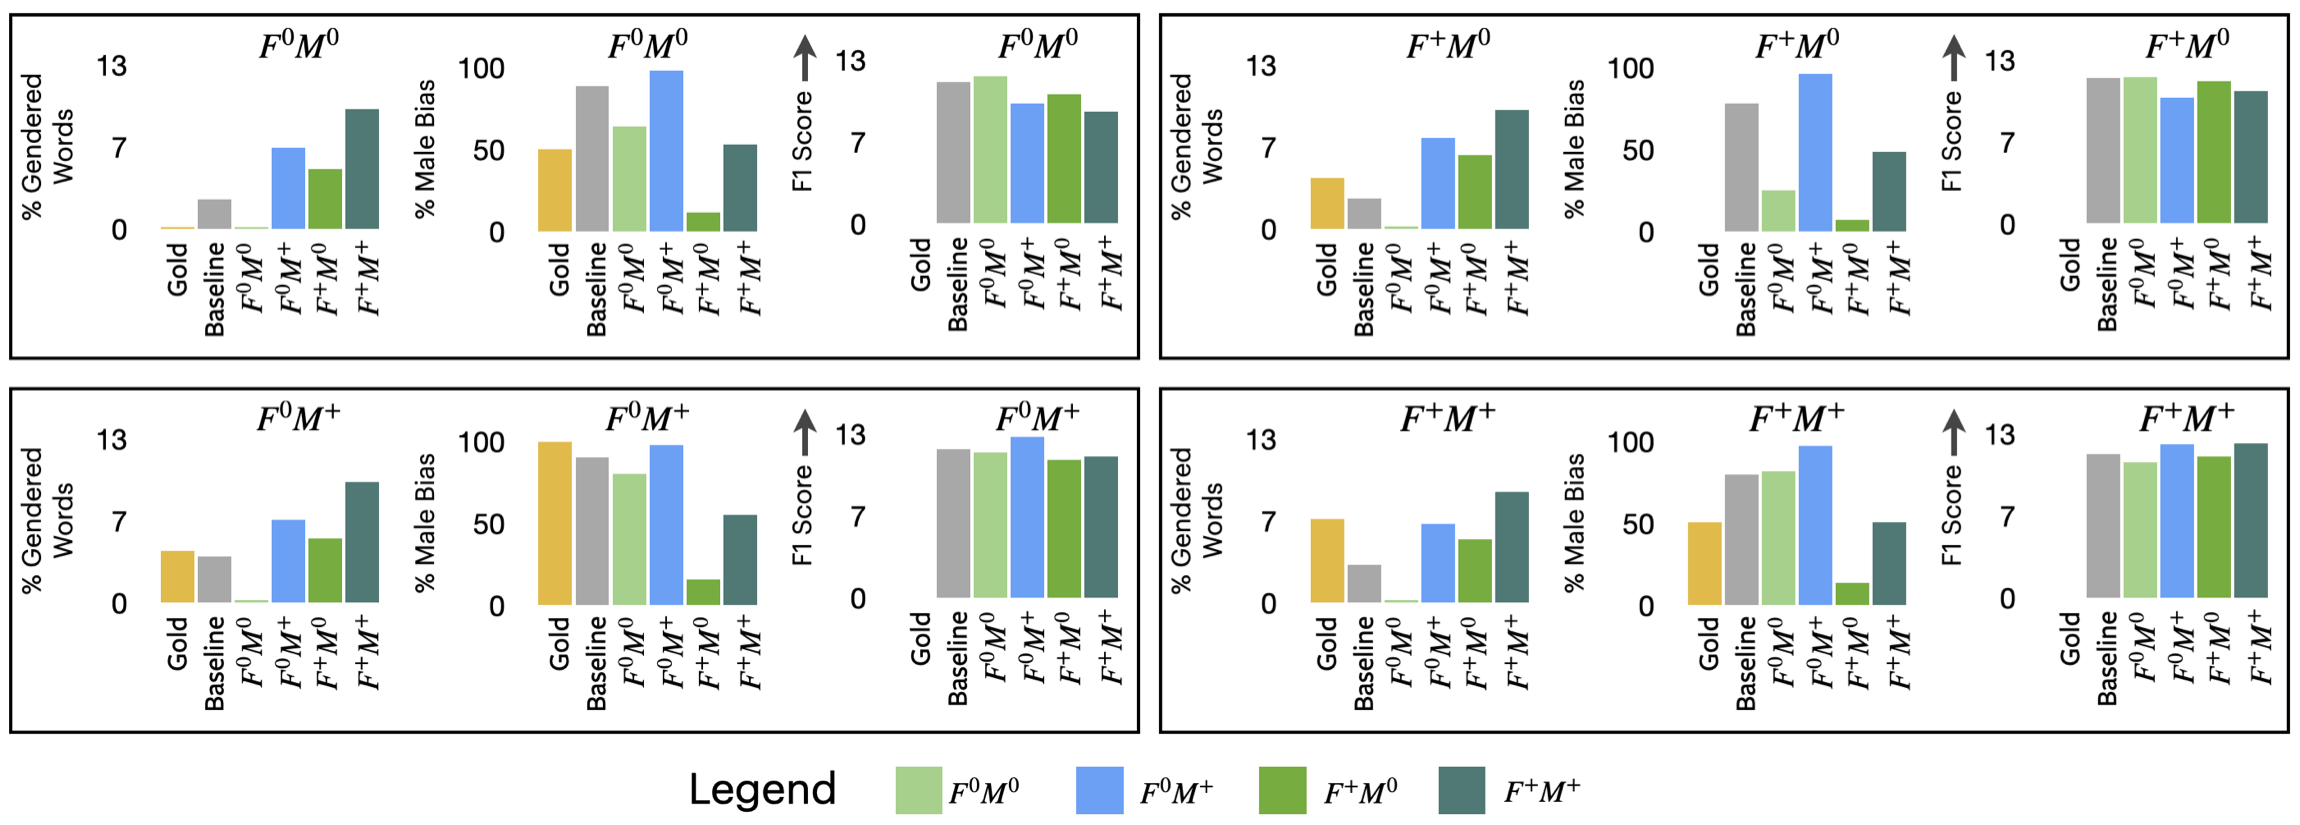 F⁰M⁰
% Gendered
Words
13
7
0
Gold
Baseline
F⁰M⁰
F⁰M⁺
F⁺M⁰
F⁺M⁺
F⁰M⁰
% Male Bias
100
50
0
Gold
Baseline
F⁰M⁰
F⁰M⁺
F⁺M⁰
F⁺M⁺
F⁰M⁰
F1 Score
13
7
0
Gold
Baseline
F⁰M⁰
F⁰M⁺
F⁺M⁰
F⁺M⁺
F⁺M⁰
% Gendered
Words
13
7
0
Gold
Baseline
F⁰M⁰
F⁰M⁺
F⁺M⁰
F⁺M⁺
F⁺M⁰
% Male Bias
100
50
0
Gold
Baseline
F⁰M⁰
F⁰M⁺
F⁺M⁰
F⁺M⁺
F⁺M⁰
F1 Score
13
7
0
Gold
Baseline
F⁰M⁰
F⁰M⁺
F⁺M⁰
F⁺M⁺
F⁰M⁺
% Gendered
Words
13
7
0
Gold
Baseline
F⁰M⁰
F⁰M⁺
F⁺M⁰
F⁺M⁺
F⁰M⁺
% Male Bias
100
50
0
Gold
Baseline
F⁰M⁰
F⁰M⁺
F⁺M⁰
F⁺M⁺
F⁰M⁺
F1 Score
13
7
0
Gold
Baseline
F⁰M⁰
F⁰M⁺
F⁺M⁰
F⁺M⁺
F⁺M⁺
% Gendered
Words
13
7
0
Gold
Baseline
F⁰M⁰
F⁰M⁺
F⁺M⁰
F⁺M⁺
F⁺M⁺
% Male Bias
100
50
0
Gold
Baseline
F⁰M⁰
F⁰M⁺
F⁺M⁰
F⁺M⁺
F⁺M⁺
F1 Score
13
7
0
Gold
Baseline
F⁰M⁰
F⁰M⁺
F⁺M⁰
F⁺M⁺
Legend F⁰M⁰ F⁰M⁺ F⁺M⁰ F⁺M⁺